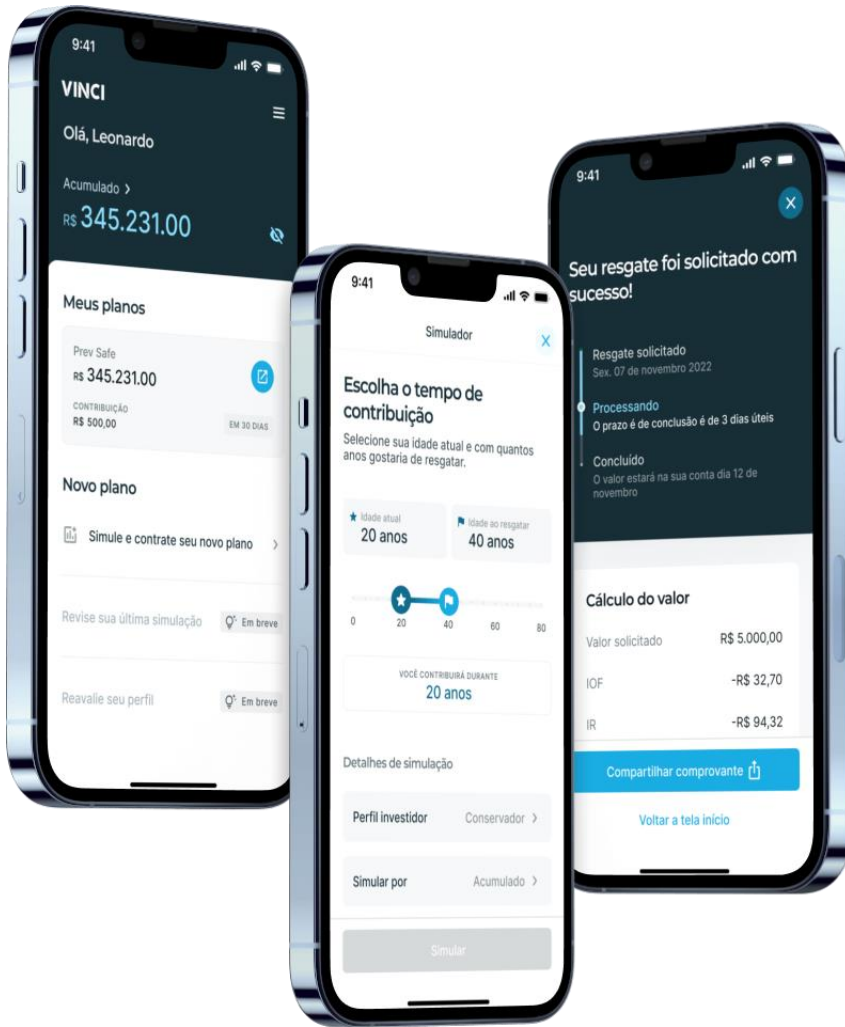 9:41
VINCI
Olá, Leonardo
Acumulado >
R$ 345.231.00
Meus planos
Prev Safe
R$ 345.231.00
CONTRIBUIÇÃO
R$ 500,00
EM 30 DIAS
Novo plano
Simule e contrate seu novo plano >
Revise sua última simulação
Em breve
Reavalie seu perfil
Em breve
9:41
Simulador
X
Escolha o tempo de
contribuição
Selecione sua idade atual e com quantos
anos gostaria de resgatar.
Idade atual
20 anos
Idade ao resgatar
40 anos
0 20 40 60 80
VOCÊ CONTRIBUIRÁ DURANTE
20 anos
Detalhes de simulação
Perfil investidor Conservador >
Simular por Acumulado >
Simular
9:41
X
Seu resgate foi solicitado com
sucesso!
Resgate solicitado
Sex. 07 de novembro 2022
Processando
O prazo é de conclusão é de 3 dias úteis
Concluído
O valor estará na sua conta dia 12 de
novembro
Cálculo do valor
Valor solicitado R$ 5.000,00
IOF -R$ 32,70
IR -R$ 94,32
Compartilhar comprovante
Voltar a tela início